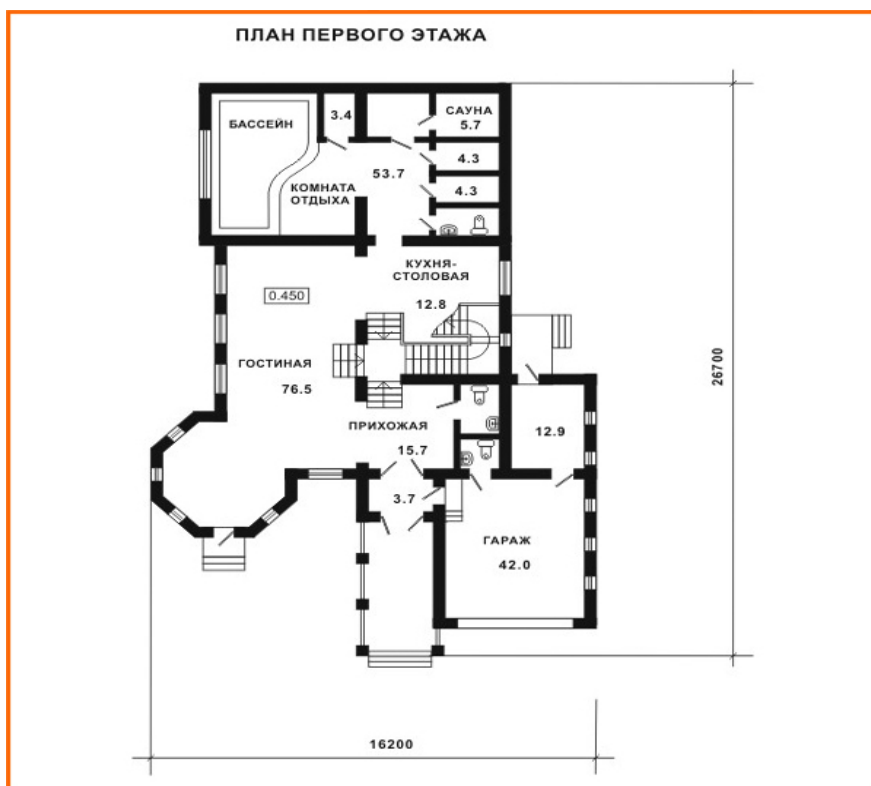 ПЛАН ПЕРВОГО ЭТАЖА
БАССЕЙН
3.4
САУНА
5.7
4.3
53.7
4.3
КОМНАТА
ОТДЫХА
КУХНЯ-
СТОЛОВАЯ
12.8
0.450
ГОСТИНАЯ
76.5
ПРИХОЖАЯ
15.7
12.9
3.7
ГАРАЖ
42.0
26700
16200